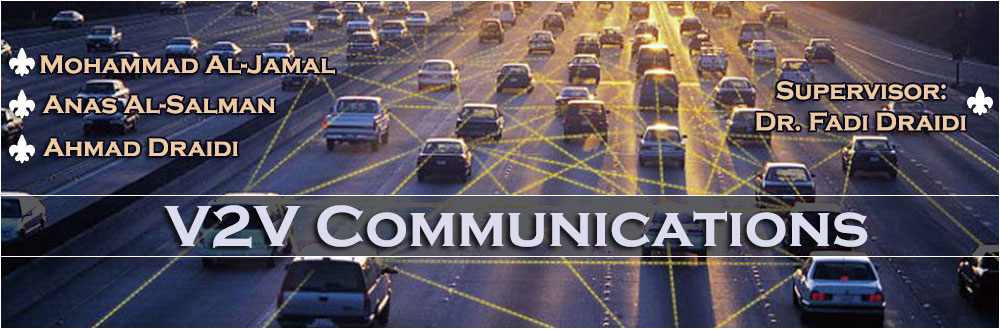 Mohammad Al-Jamal
Anas Al-Salman
Ahmad Draidi
Supervisor:
Dr. Fadi Draidi
V2V Communications